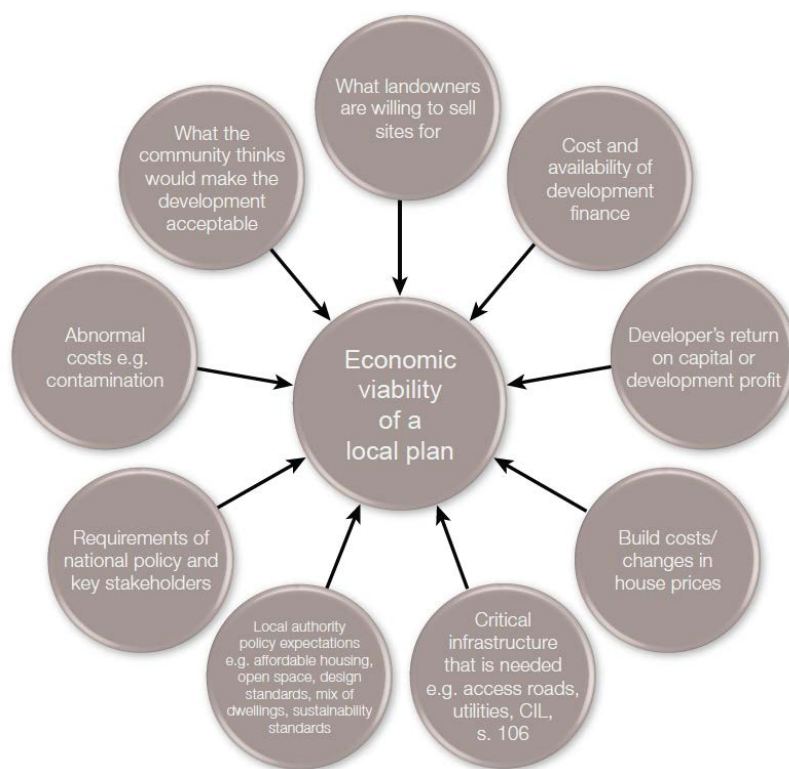 What landowners
are willing to sell
sites for
Cost and
availability of
development
finance
Developer's return
on capital or
development profit
Build costs/
changes in
house prices
Critical
infrastructure
that is needed
e.g. access roads,
utilities, CIL,
s. 106
Local authority
policy expectations
e.g. affordable housing,
open space, design
standards, mix of
dwellings, sustainability
standards
Requirements of
national policy and
key stakeholders
Abnormal
costs e.g.
contamination
What the
community thinks
would make the
development
acceptable
Economic
viability
of a
local plan